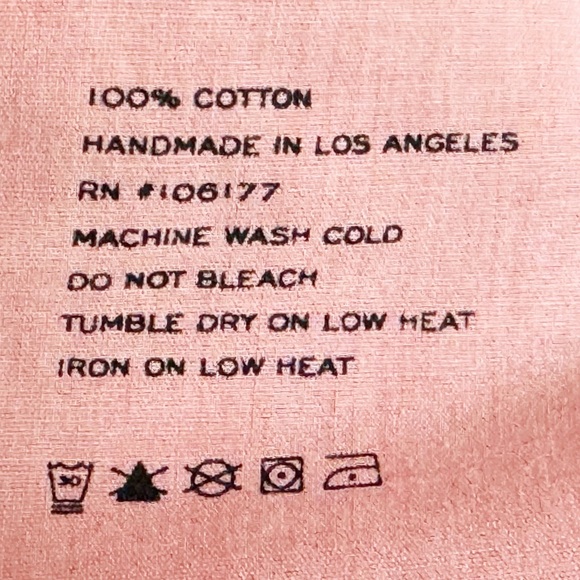 100% COTTON
HANDMADE IN LOS ANGELES
RN #106177
MACHINE WASH COLD
DO NOT BLEACH
TUMBLE DRY ON LOW HEAT
IRON ON LOW HEAT
30